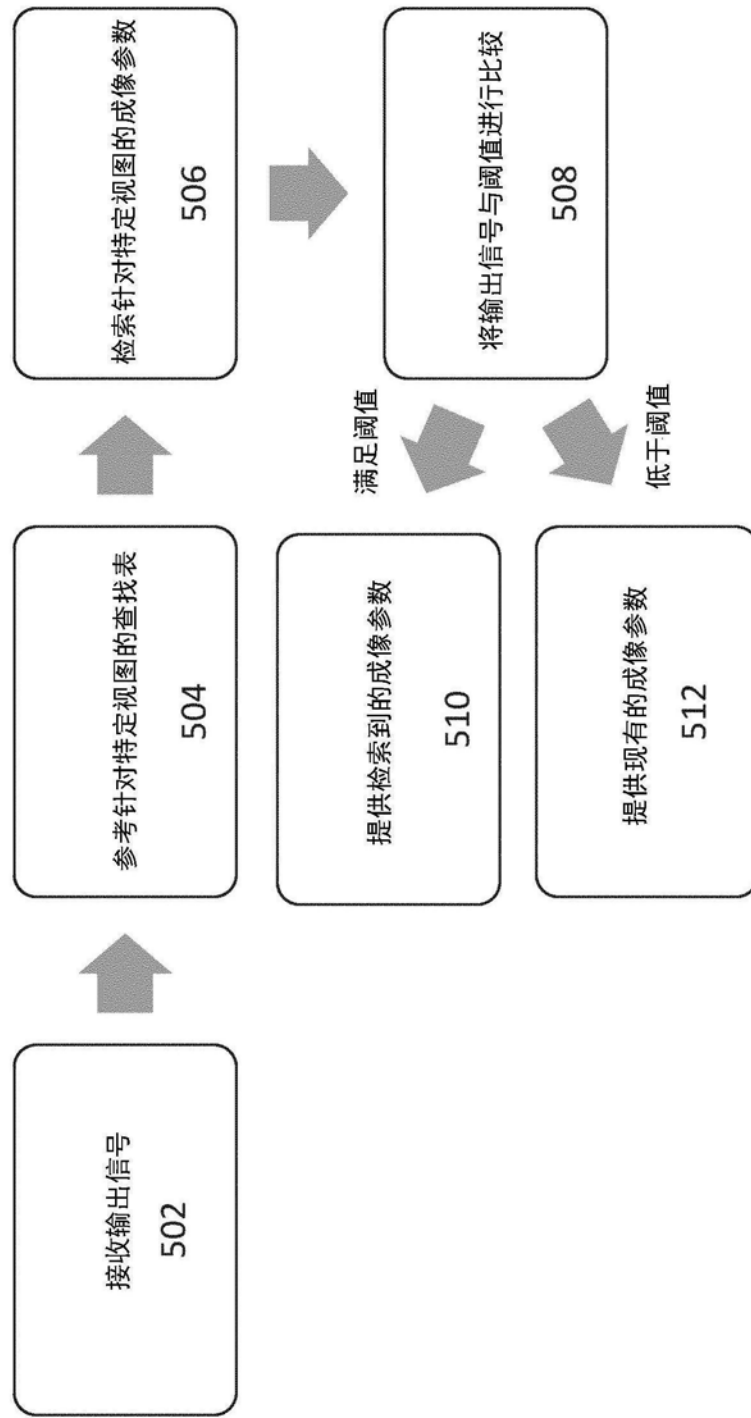 接收输出信号
502
参考针对特定视图的查找表
504
检索针对特定视图的成像参数
506
将输出信号与阈值进行比较
508
满足阈值
低于阈值
提供检索到的成像参数
510
提供现有的成像参数
512